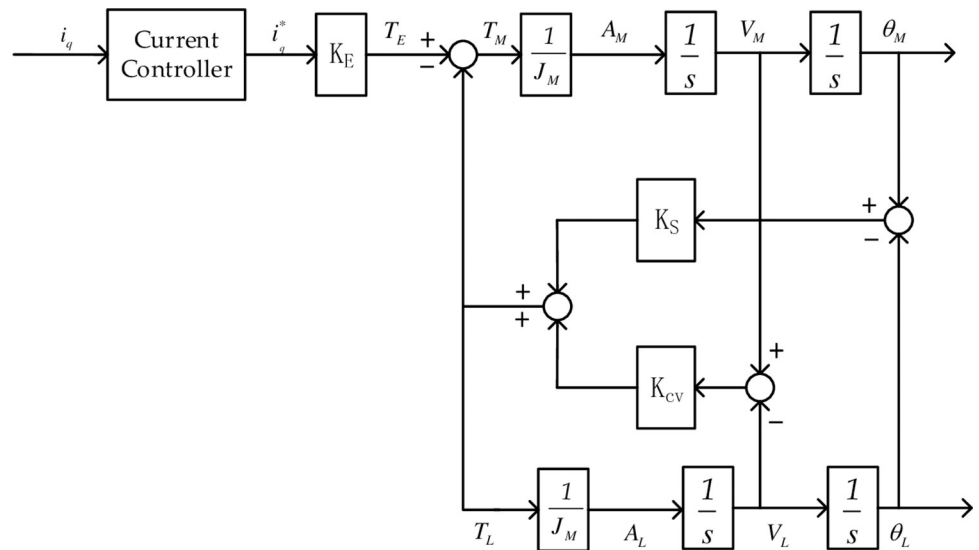 i_q
Current
Controller
i_q^*
K_E
T_E
+
−
T_M
1
J_M
A_M
1
s
V_M
1
s
θ_M
K_S
+
−
+
+
K_cv
+
−
T_L
1
J_M
A_L
1
s
V_L
1
s
θ_L